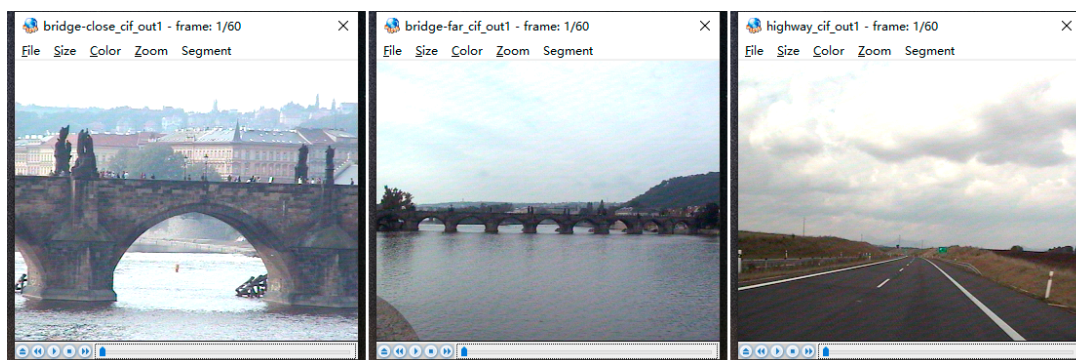 bridge-close_cif_out1 - frame: 1/60
File Size Color Zoom Segment
bridge-far_cif_out1 - frame: 1/60
File Size Color Zoom Segment
highway_cif_out1 - frame: 1/60
File Size Color Zoom Segment